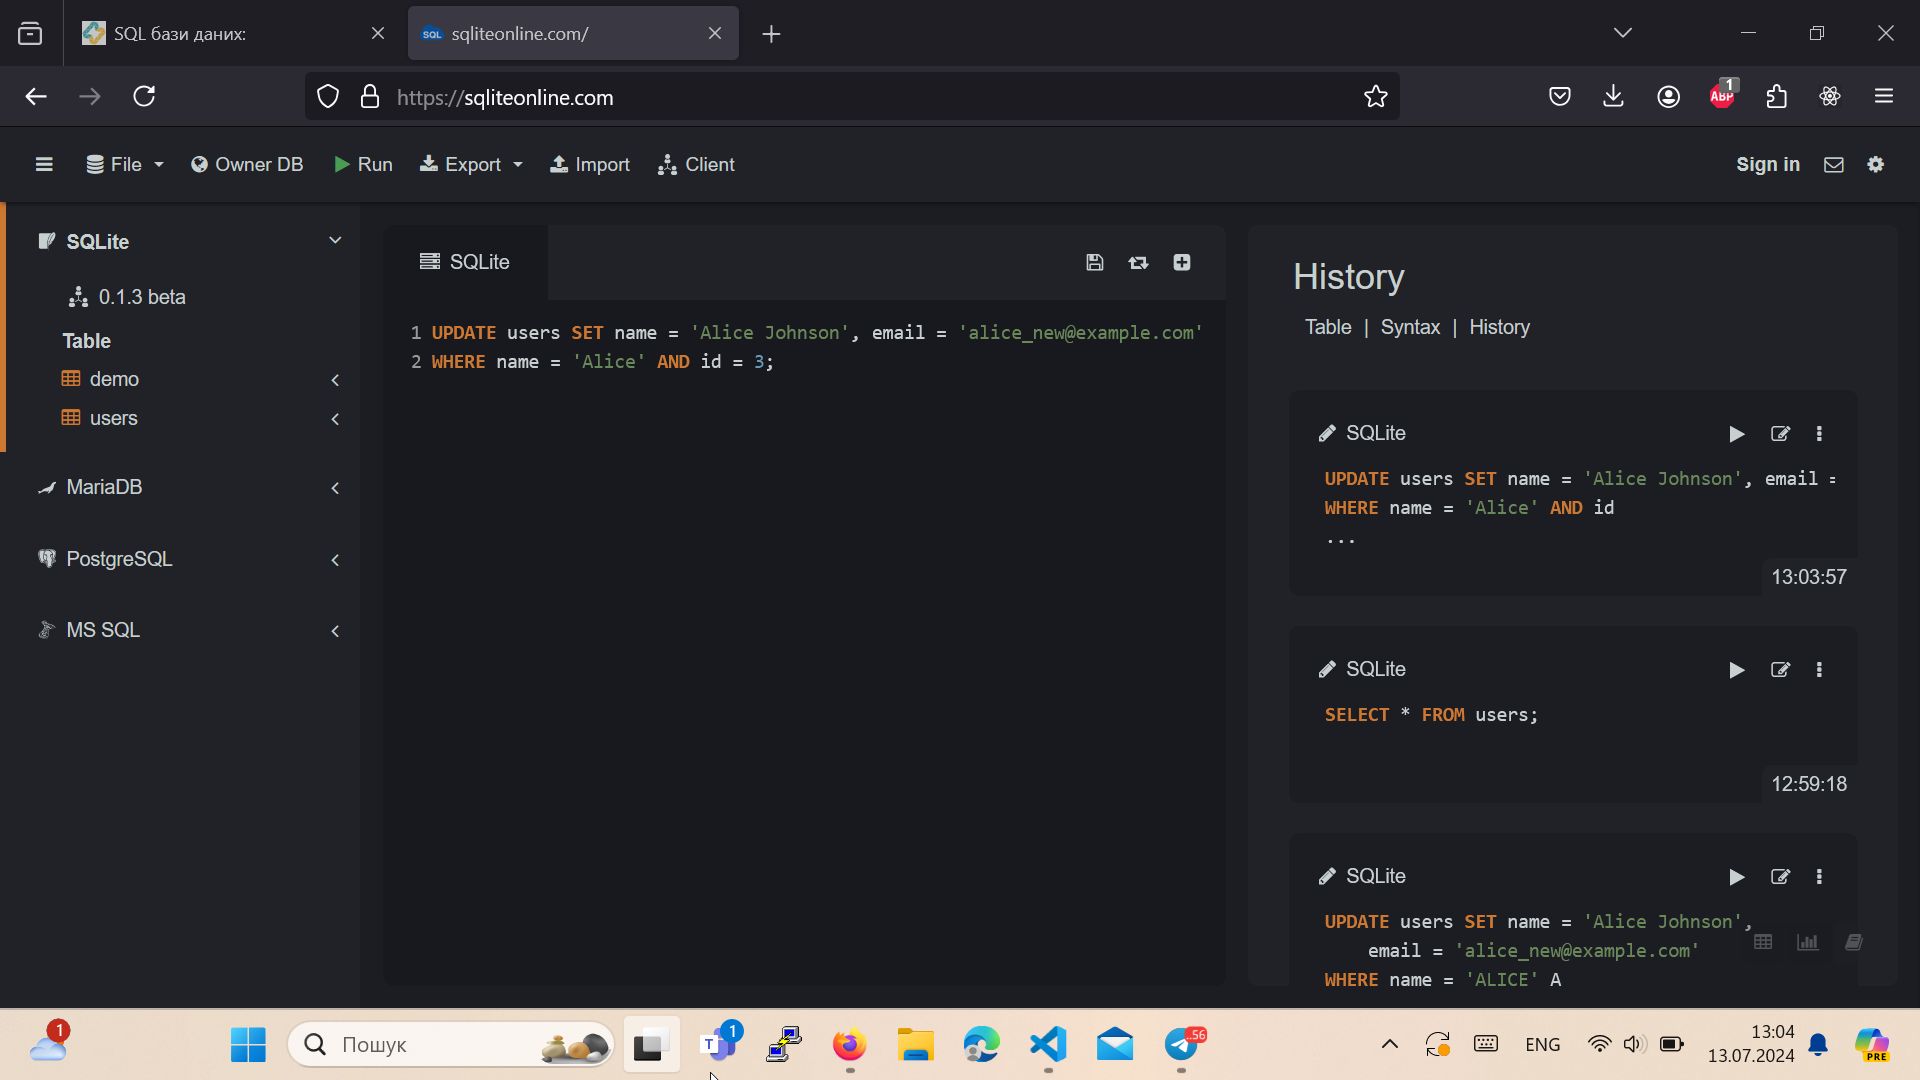 SQL бази даних:
sqliteonline.com/
https://sqliteonline.com
ABP 1
File
Owner DB
Run
Export
Import
Client
Sign in
SQLite
0.1.3 beta
Table
demo
users
MariaDB
PostgreSQL
MS SQL
SQLite
1 UPDATE users SET name = 'Alice Johnson', email = 'alice_new@example.com'
2 WHERE name = 'Alice' AND id = 3;
History
Table | Syntax | History
SQLite
UPDATE users SET name = 'Alice Johnson', email =
WHERE name = 'Alice' AND id
...
13:03:57
SQLite
SELECT * FROM users;
12:59:18
SQLite
UPDATE users SET name = 'Alice Johnson',
email = 'alice_new@example.com'
WHERE name = 'ALICE' A
1
Пошук
T 1
56
ENG
13:04
13.07.2024
PRE